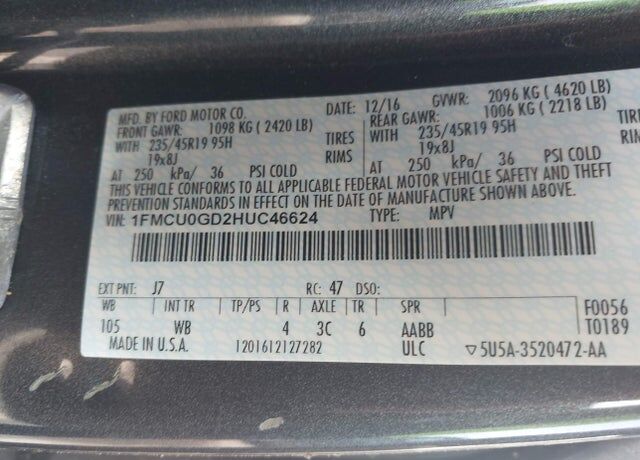 MFD. BY FORD MOTOR CO. DATE: 12/16 GVWR: 2096 KG ( 4620 LB)
FRONT GAWR: 1098 KG ( 2420 LB) REAR GAWR: 1006 KG ( 2218 LB)
WITH 235/45R19 95H TIRES WITH 235/45R19 95H TIRES
19x8J RIMS 19x8J RIMS
AT 250 kPa/ 36 PSI COLD AT 250 kPa/ 36 PSI COLD
THIS VEHICLE CONFORMS TO ALL APPLICABLE FEDERAL MOTOR VEHICLE SAFETY AND THEFT
PREVENTION STANDARDS IN EFFECT ON THE DATE OF MANUFACTURE SHOWN ABOVE.
VIN: 1FMCU0GD2HUC46624 TYPE: MPV
EXT PNT: J7 RC: 47 DSO:
WB INT TR TP/PS R AXLE TR SPR F0056
105 WB 4 3C 6 AABB T0189
MADE IN U.S.A. 1201612127282 ULC ▽5U5A-3520472-AA